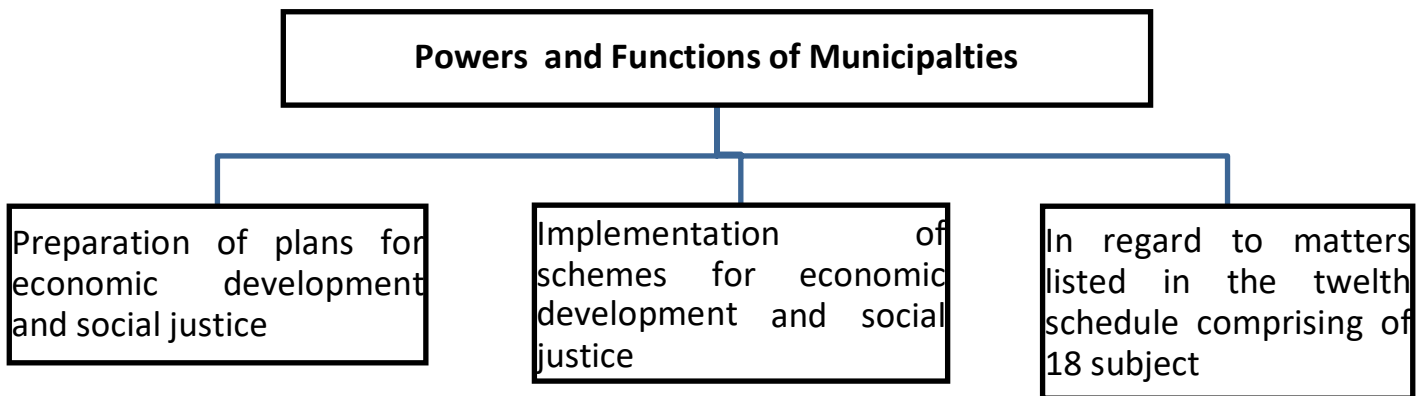 Powers and Functions of Municipalties
Preparation of plans for
economic development
and social justice
Implementation of
schemes for economic
development and social
justice
In regard to matters
listed in the twelth
schedule comprising of
18 subject